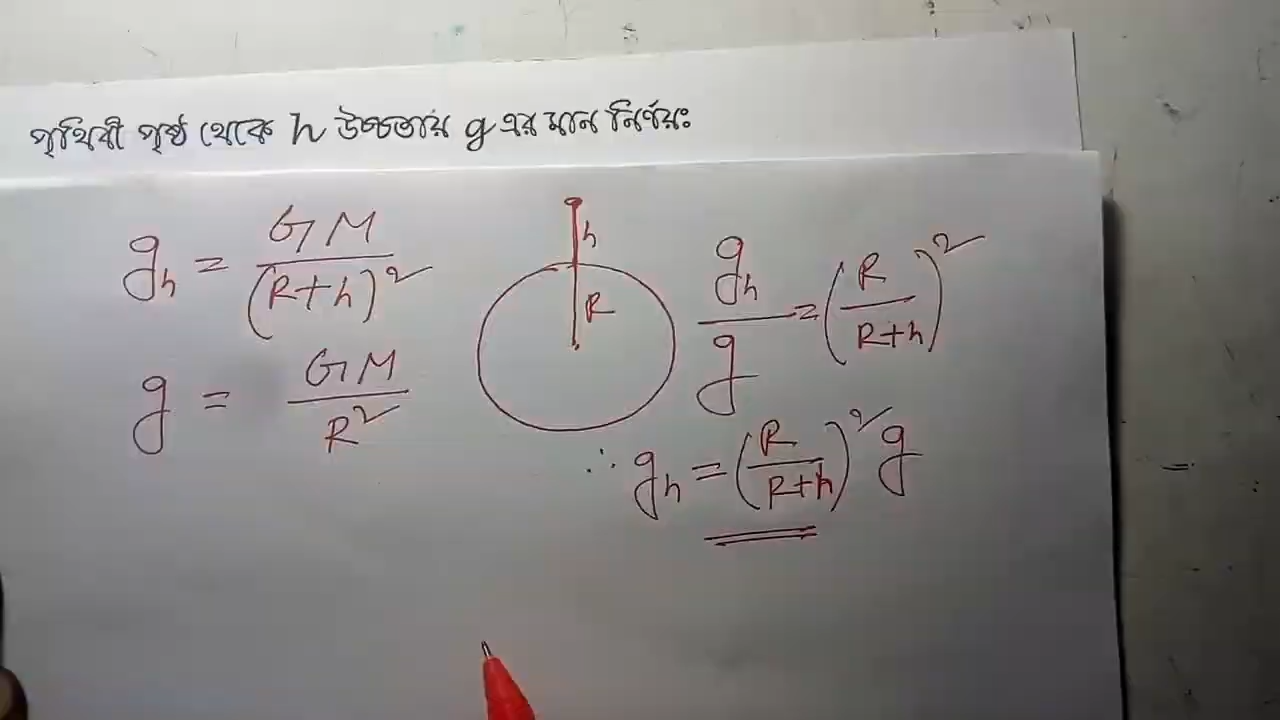 পৃথিবী পৃষ্ঠ থেকে h উচ্চতায় g এর মান নির্ণয়ঃ
g_h = GM / (R+h)²
g = GM / R²
h
R
g_h / g = (R / R+h)²
∴ g_h = (R / R+h)² g